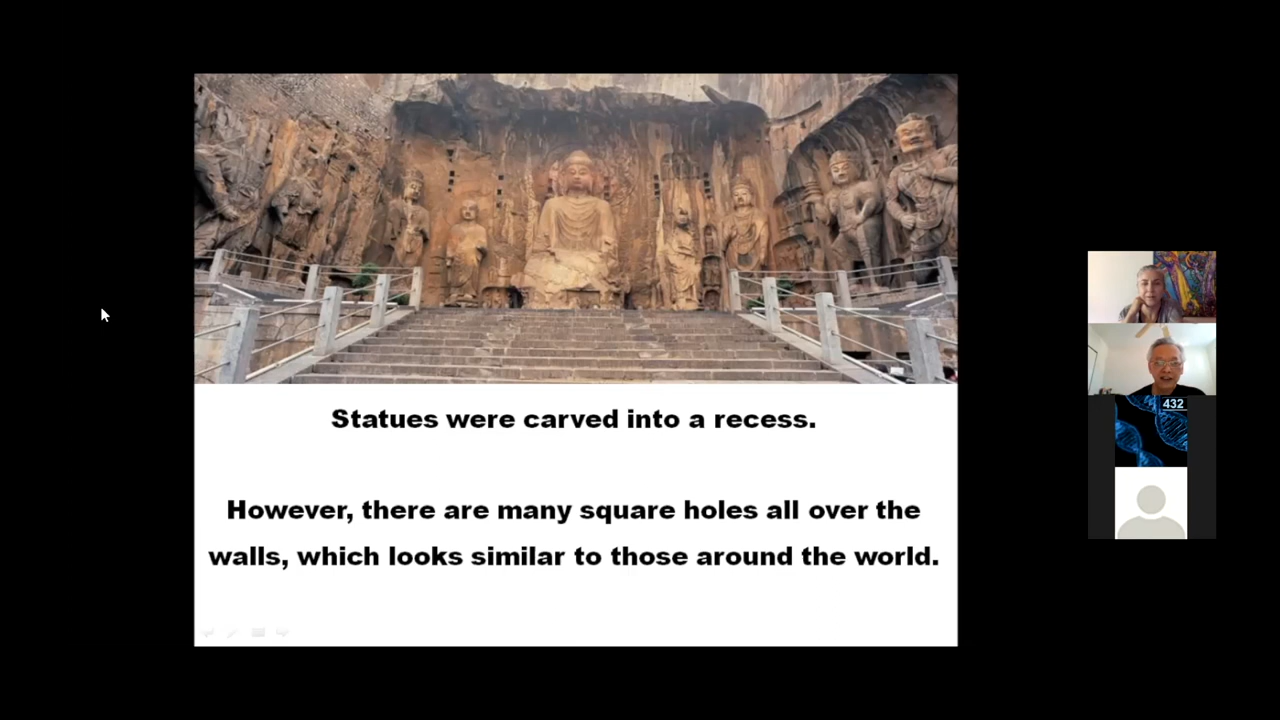 Statues were carved into a recess.
However, there are many square holes all over the
walls, which looks similar to those around the world.
432